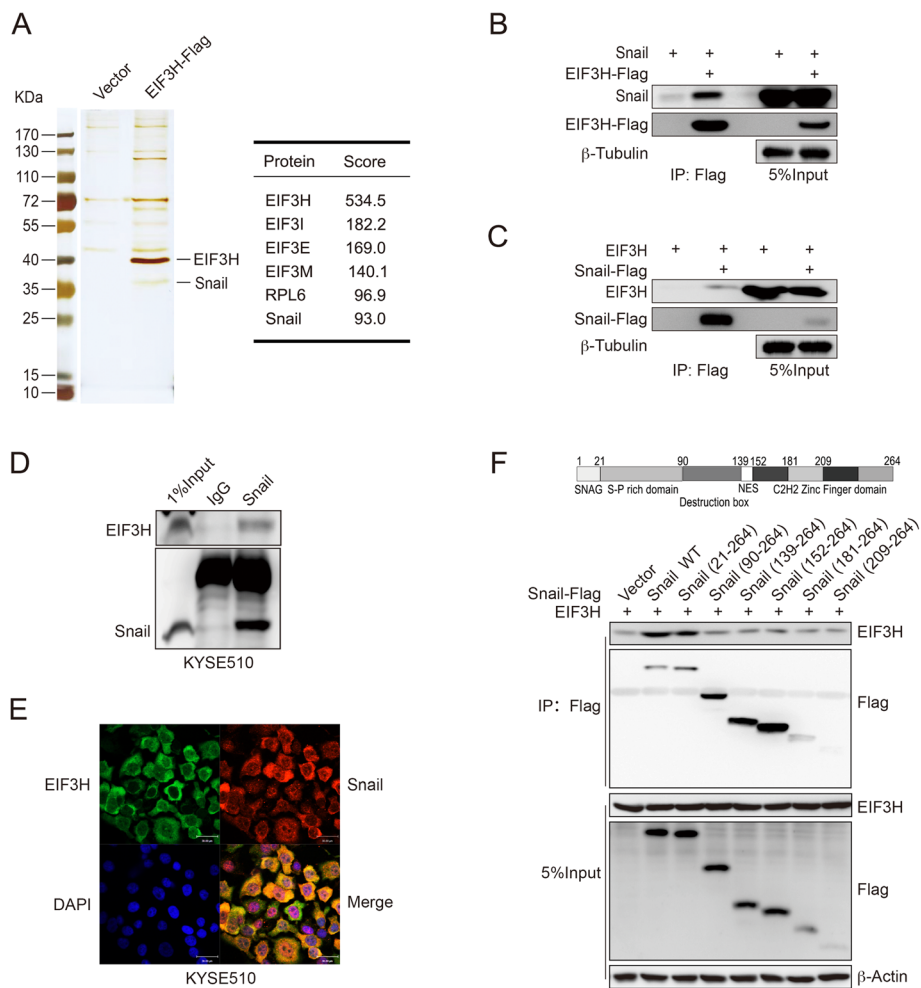 A
Vector
EIF3H-Flag
KDa
170
130
110
72
55
40
35
25
15
10
EIF3H
Snail
Protein Score
EIF3H 534.5
EIF3I 182.2
EIF3E 169.0
EIF3M 140.1
RPL6 96.9
Snail 93.0
B
Snail + + + +
EIF3H-Flag + +
Snail
EIF3H-Flag
β-Tubulin
IP: Flag 5%Input
C
EIF3H + + + +
Snail-Flag + +
EIF3H
Snail-Flag
β-Tubulin
IP: Flag 5%Input
D
1%Input
IgG
Snail
EIF3H
Snail
KYSE510
E
EIF3H
Snail
DAPI
Merge
KYSE510
F
1 21 90 139 152 181 209 264
SNAG S-P rich domain NES C2H2 Zinc Finger domain
Destruction box
Vector
Snail WT
Snail (21-264)
Snail (90-264)
Snail (139-264)
Snail (152-264)
Snail (181-264)
Snail (209-264)
Snail-Flag
EIF3H + + + + + + + +
EIF3H
IP: Flag
Flag
EIF3H
5%Input
Flag
β-Actin